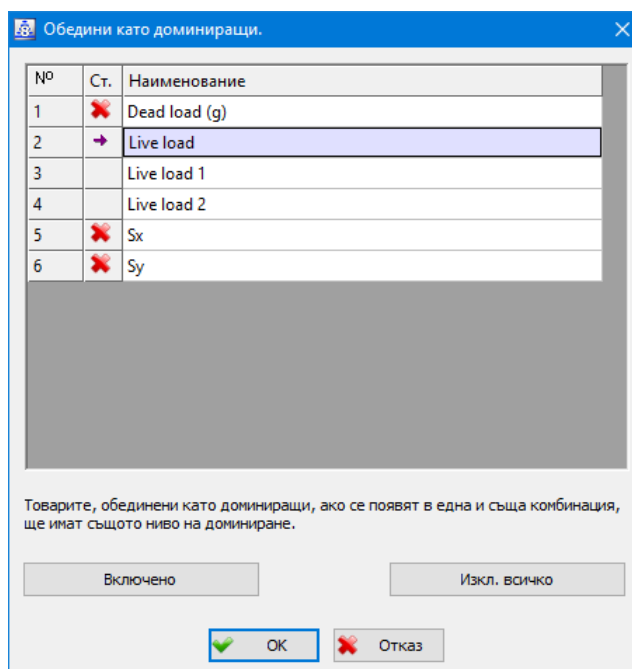 Обедини като доминиращи.
Nº Ст. Наименование
1 Dead load (g)
2 Live load
3 Live load 1
4 Live load 2
5 Sx
6 Sy
Товарите, обединени като доминиращи, ако се появят в една и съща комбинация,
ще имат същото ниво на доминиране.
Включено Изкл. всичко
OK Отказ